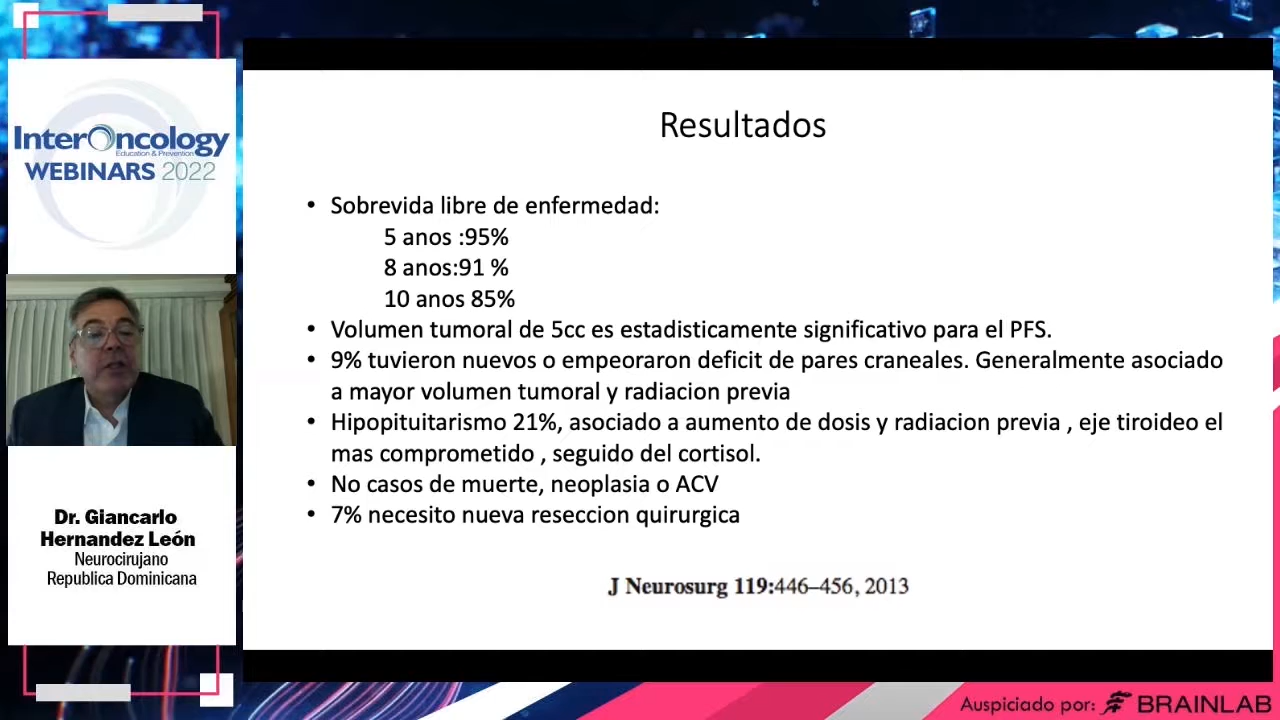 InterOncology
Education & Prevention
WEBINARS 2022
Dr. Giancarlo
Hernandez León
Neurocirujano
Republica Dominicana
Resultados
• Sobrevida libre de enfermedad:
5 anos :95%
8 anos:91 %
10 anos 85%
• Volumen tumoral de 5cc es estadisticamente significativo para el PFS.
• 9% tuvieron nuevos o empeoraron deficit de pares craneales. Generalmente asociado
a mayor volumen tumoral y radiacion previa
• Hipopituitarismo 21%, asociado a aumento de dosis y radiacion previa , eje tiroideo el
mas comprometido , seguido del cortisol.
• No casos de muerte, neoplasia o ACV
• 7% necesito nueva reseccion quirurgica
J Neurosurg 119:446–456, 2013
Auspiciado por: BRAINLAB